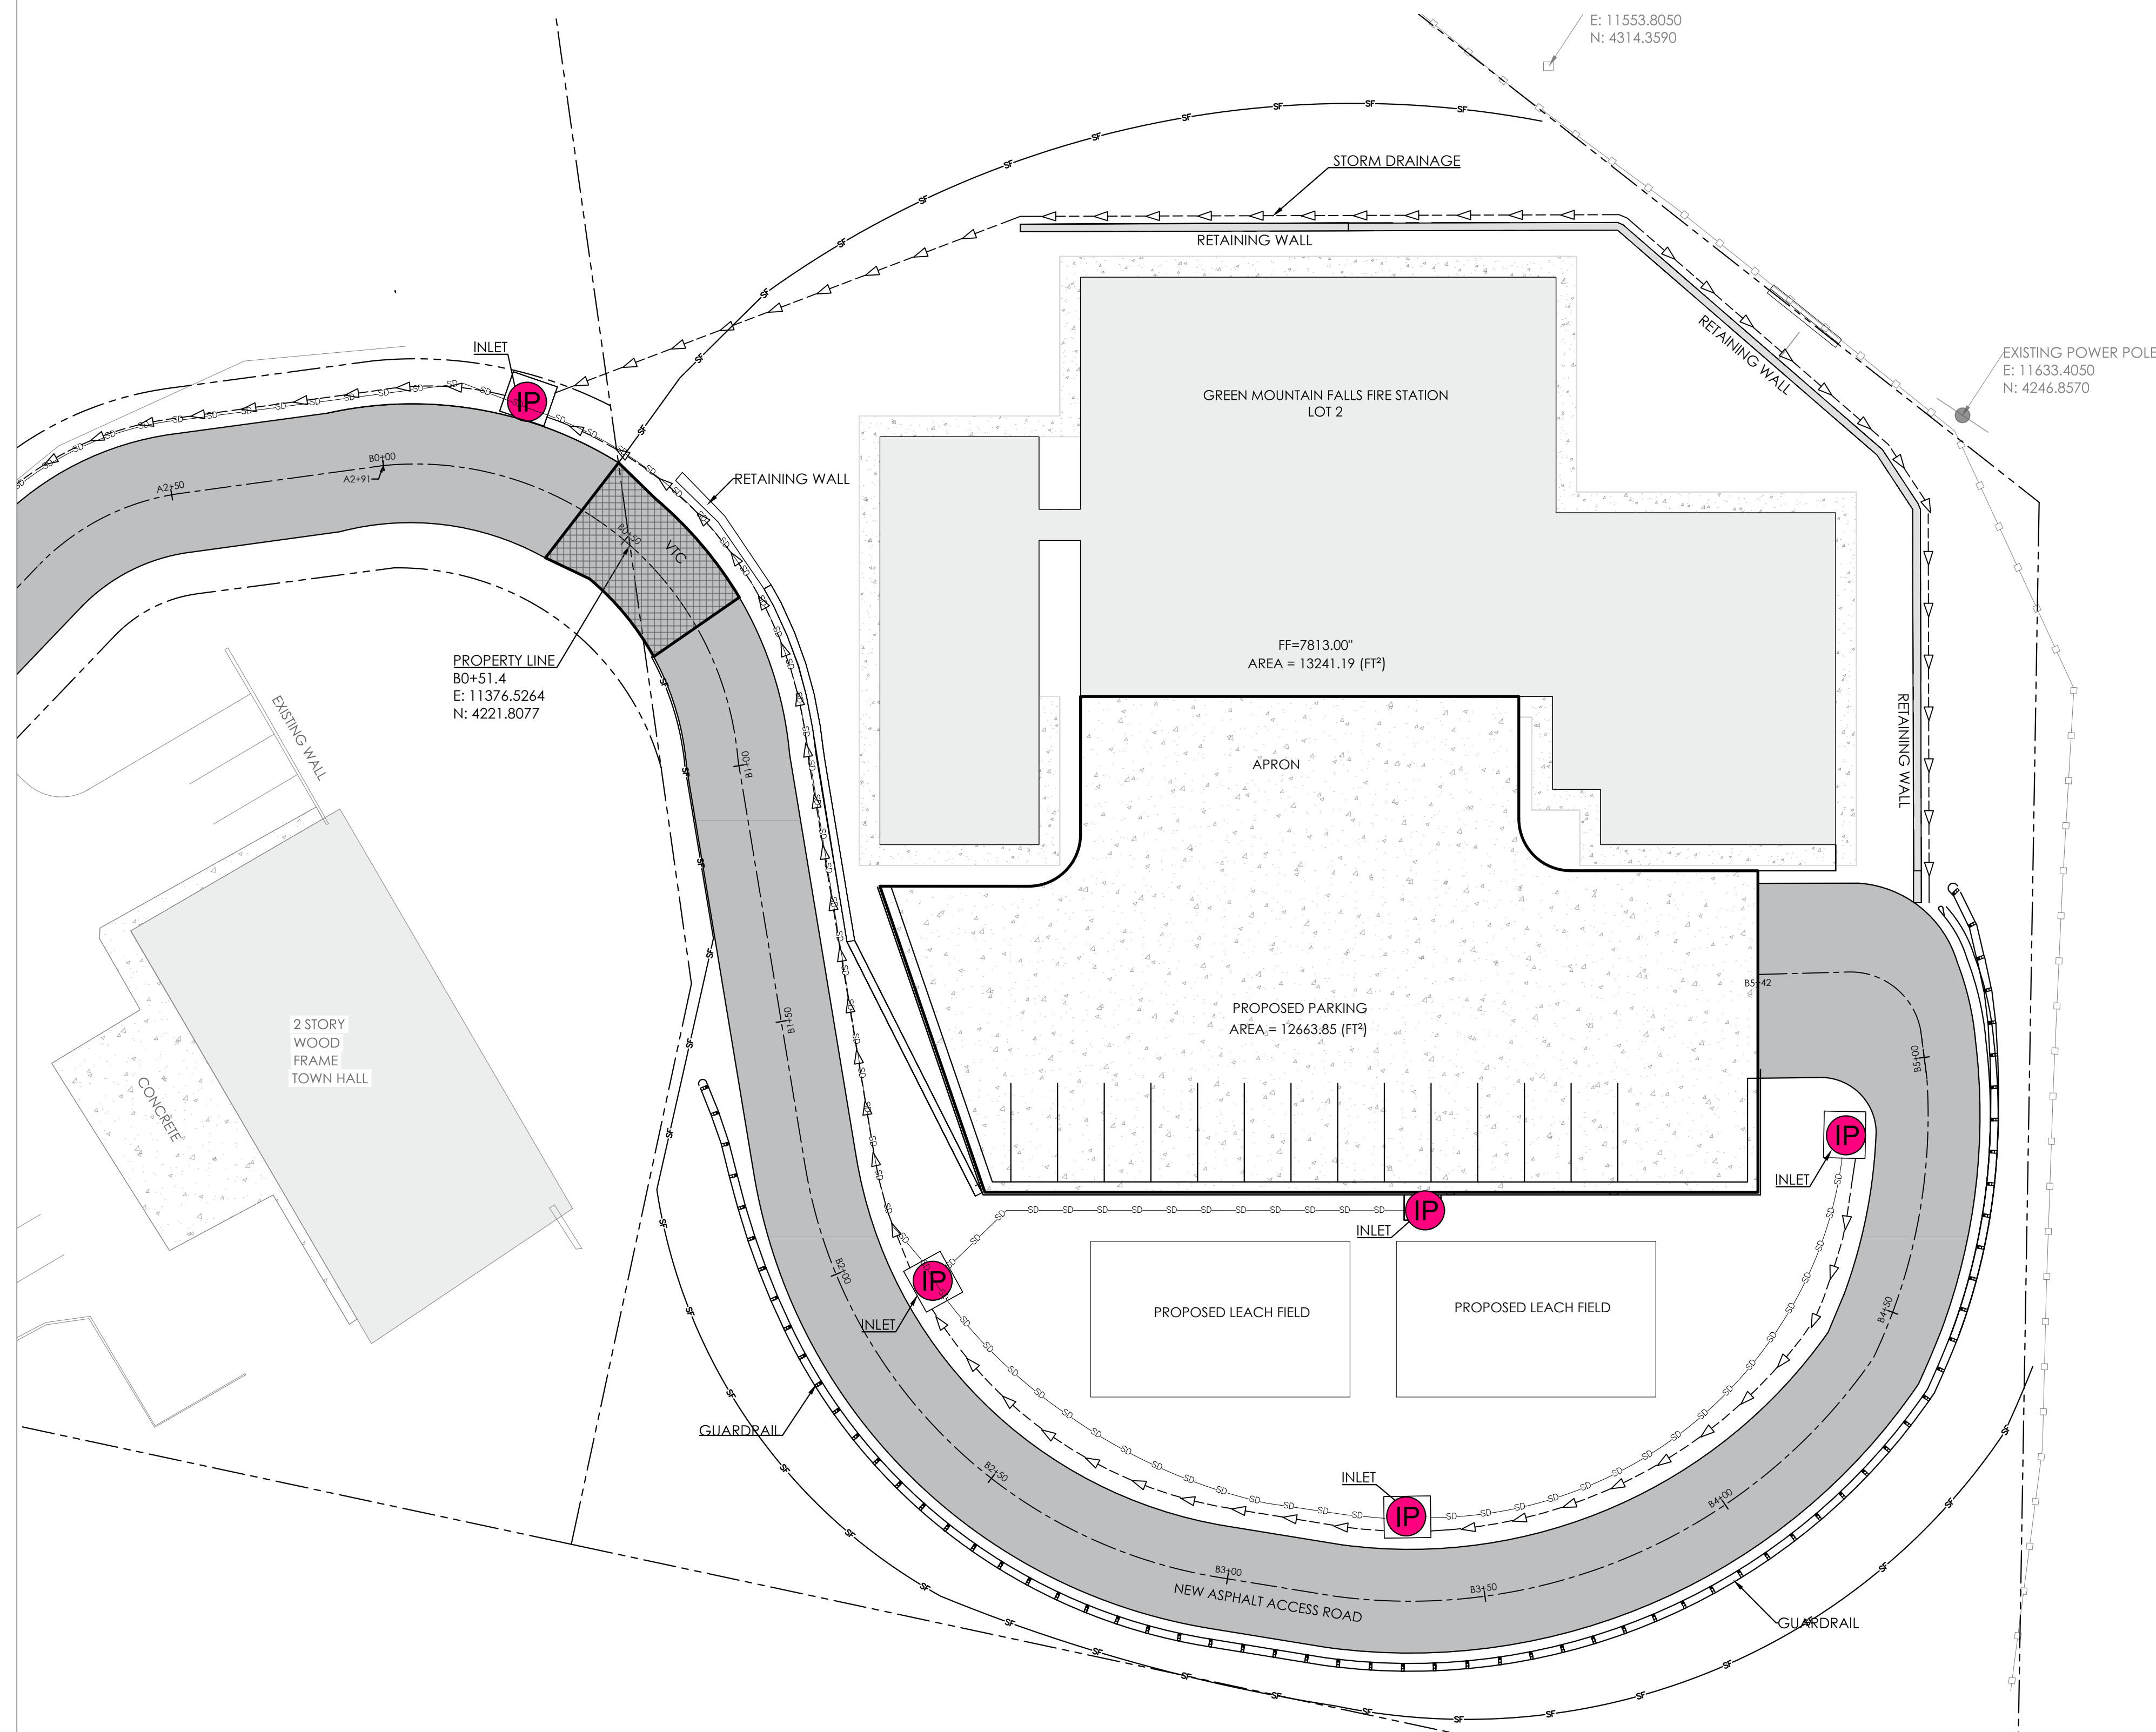 E: 11553.8050
N: 4314.3590
STORM DRAINAGE
RETAINING WALL
RETAINING WALL
EXISTING POWER POLE
E: 11633.4050
N: 4246.8570
INLET
IP
GREEN MOUNTAIN FALLS FIRE STATION
LOT 2
B0+00
A2+91
A2+50
RETAINING WALL
B0+50
VTC
PROPERTY LINE
B0+51.4
E: 11376.5264
N: 4221.8077
FF=7813.00"
AREA = 13241.19 (FT²)
EXISTING WALL
RETAINING WALL
B1+00
APRON
B5+42
B1+50
PROPOSED PARKING
AREA = 12663.85 (FT²)
B5+00
2 STORY
WOOD
FRAME
TOWN HALL
CONCRETE
IP
INLET
IP
INLET
B2+00
IP
INLET
PROPOSED LEACH FIELD
PROPOSED LEACH FIELD
B4+50
GUARDRAIL
B2+50
INLET
IP
B4+00
B3+00
B3+50
NEW ASPHALT ACCESS ROAD
GUARDRAIL
SF
SD